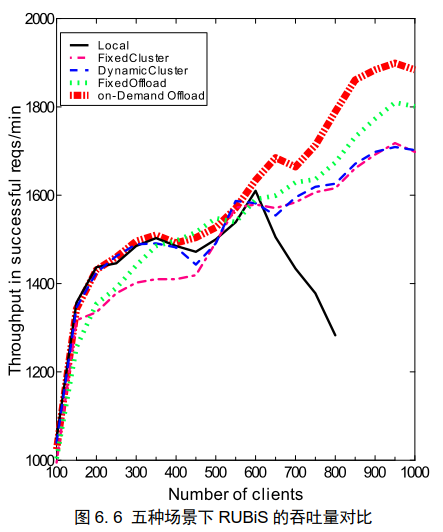 2000
1800
1600
1400
1200
1000
Throughput in successful reqs/min
Local
FixedCluster
DynamicCluster
FixedOffload
on-Demand Offload
100 200 300 400 500 600 700 800 900 1000
Number of clients
图 6. 6 五种场景下 RUBiS 的吞吐量对比